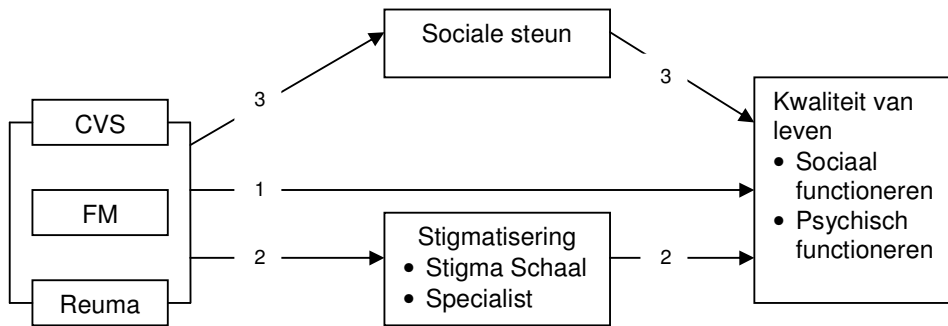 Sociale steun
3
3
CVS
Kwaliteit van
leven
• Sociaal
functioneren
• Psychisch
functioneren
FM
1
Stigmatisering
• Stigma Schaal
• Specialist
2
2
Reuma